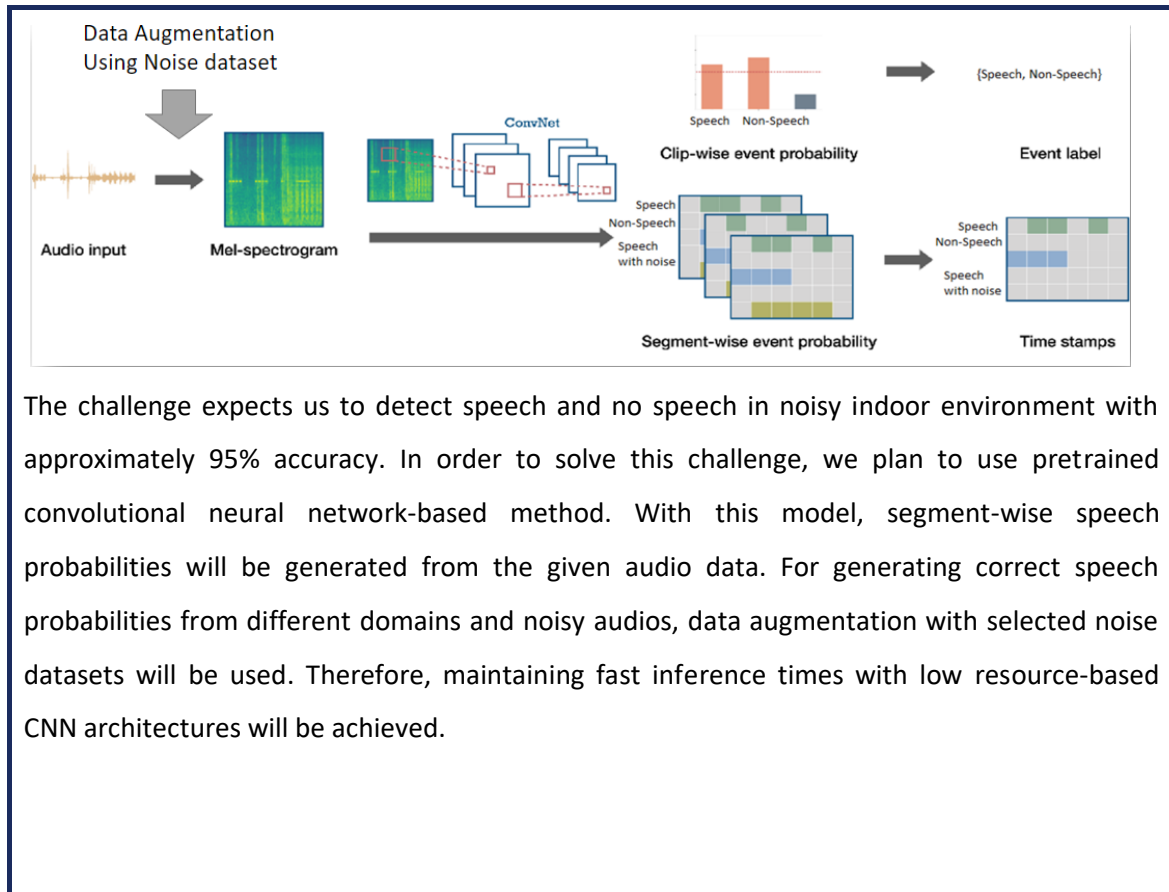 Data Augmentation
Using Noise dataset
ConvNet
Speech Non-Speech
{Speech, Non-Speech}
Clip-wise event probability
Event label
Speech
Non-Speech
Speech
with noise
Speech
Non-Speech
Speech
with noise
Audio input
Mel-spectrogram
Segment-wise event probability
Time stamps
The challenge expects us to detect speech and no speech in noisy indoor environment with
approximately 95% accuracy. In order to solve this challenge, we plan to use pretrained
convolutional neural network-based method. With this model, segment-wise speech
probabilities will be generated from the given audio data. For generating correct speech
probabilities from different domains and noisy audios, data augmentation with selected noise
datasets will be used. Therefore, maintaining fast inference times with low resource-based
CNN architectures will be achieved.